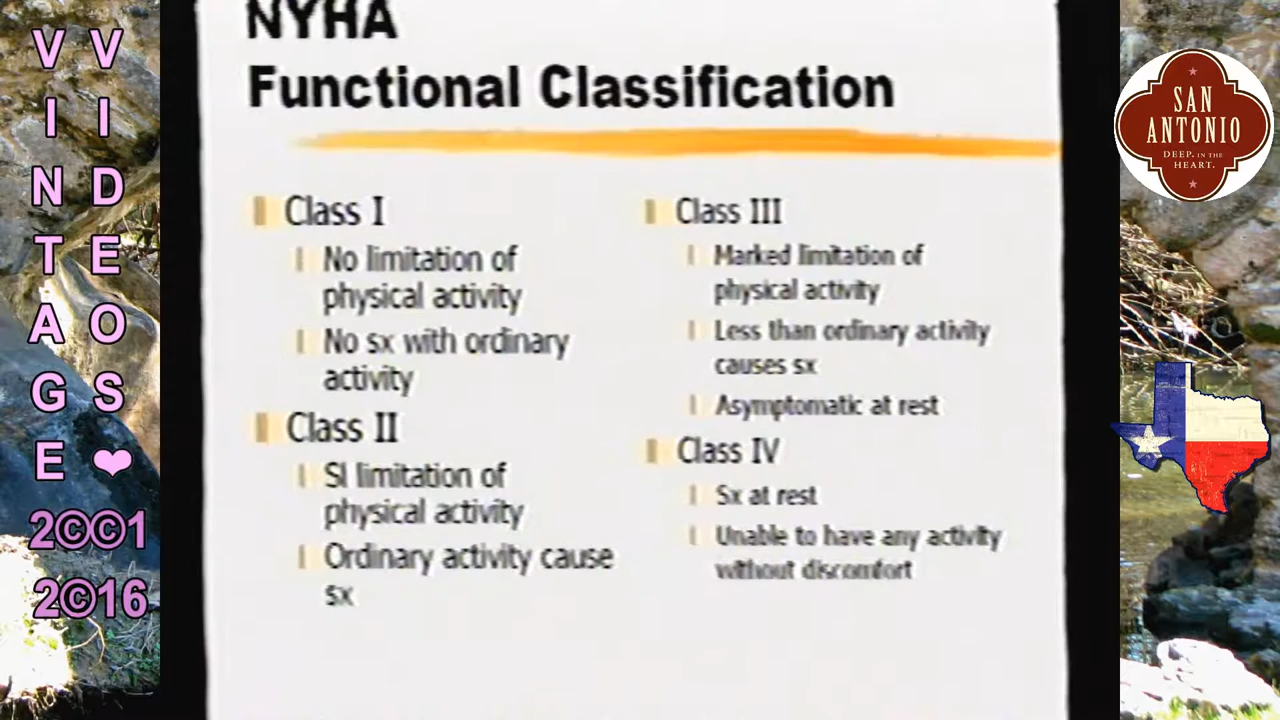 NYHA
Functional Classification
Class I
No limitation of
physical activity
No sx with ordinary
activity
Class II
Sl limitation of
physical activity
Ordinary activity cause
sx
Class III
Marked limitation of
physical activity
Less than ordinary activity
causes sx
Asymptomatic at rest
Class IV
Sx at rest
Unable to have any activity
without discomfort
VINTAGE
VIDEOS❤
2©©1
2©16
SAN
ANTONIO
DEEP. IN THE
HEART.